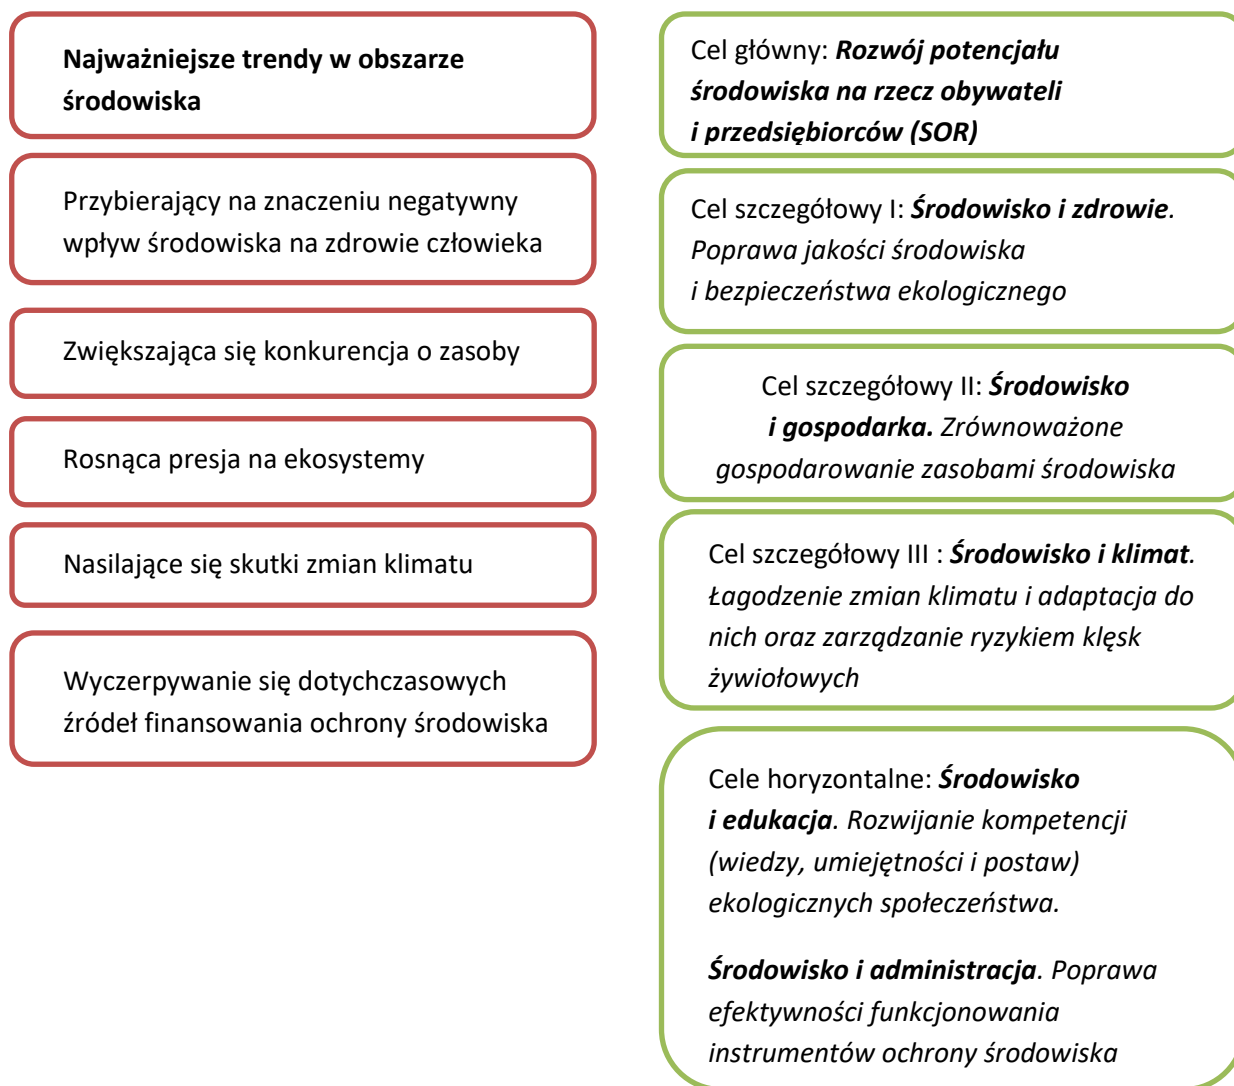 Najważniejsze trendy w obszarze
środowiska
Przybierający na znaczeniu negatywny
wpływ środowiska na zdrowie człowieka
Zwiększająca się konkurencja o zasoby
Rosnąca presja na ekosystemy
Nasilające się skutki zmian klimatu
Wyczerpywanie się dotychczasowych
źródeł finansowania ochrony środowiska
Cel główny: Rozwój potencjału
środowiska na rzecz obywateli
i przedsiębiorców (SOR)
Cel szczegółowy I: Środowisko i zdrowie.
Poprawa jakości środowiska
i bezpieczeństwa ekologicznego
Cel szczegółowy II: Środowisko
i gospodarka. Zrównoważone
gospodarowanie zasobami środowiska
Cel szczegółowy III : Środowisko i klimat.
Łagodzenie zmian klimatu i adaptacja do
nich oraz zarządzanie ryzykiem klęsk
żywiołowych
Cele horyzontalne: Środowisko
i edukacja. Rozwijanie kompetencji
(wiedzy, umiejętności i postaw)
ekologicznych społeczeństwa.
Środowisko i administracja. Poprawa
efektywności funkcjonowania
instrumentów ochrony środowiska